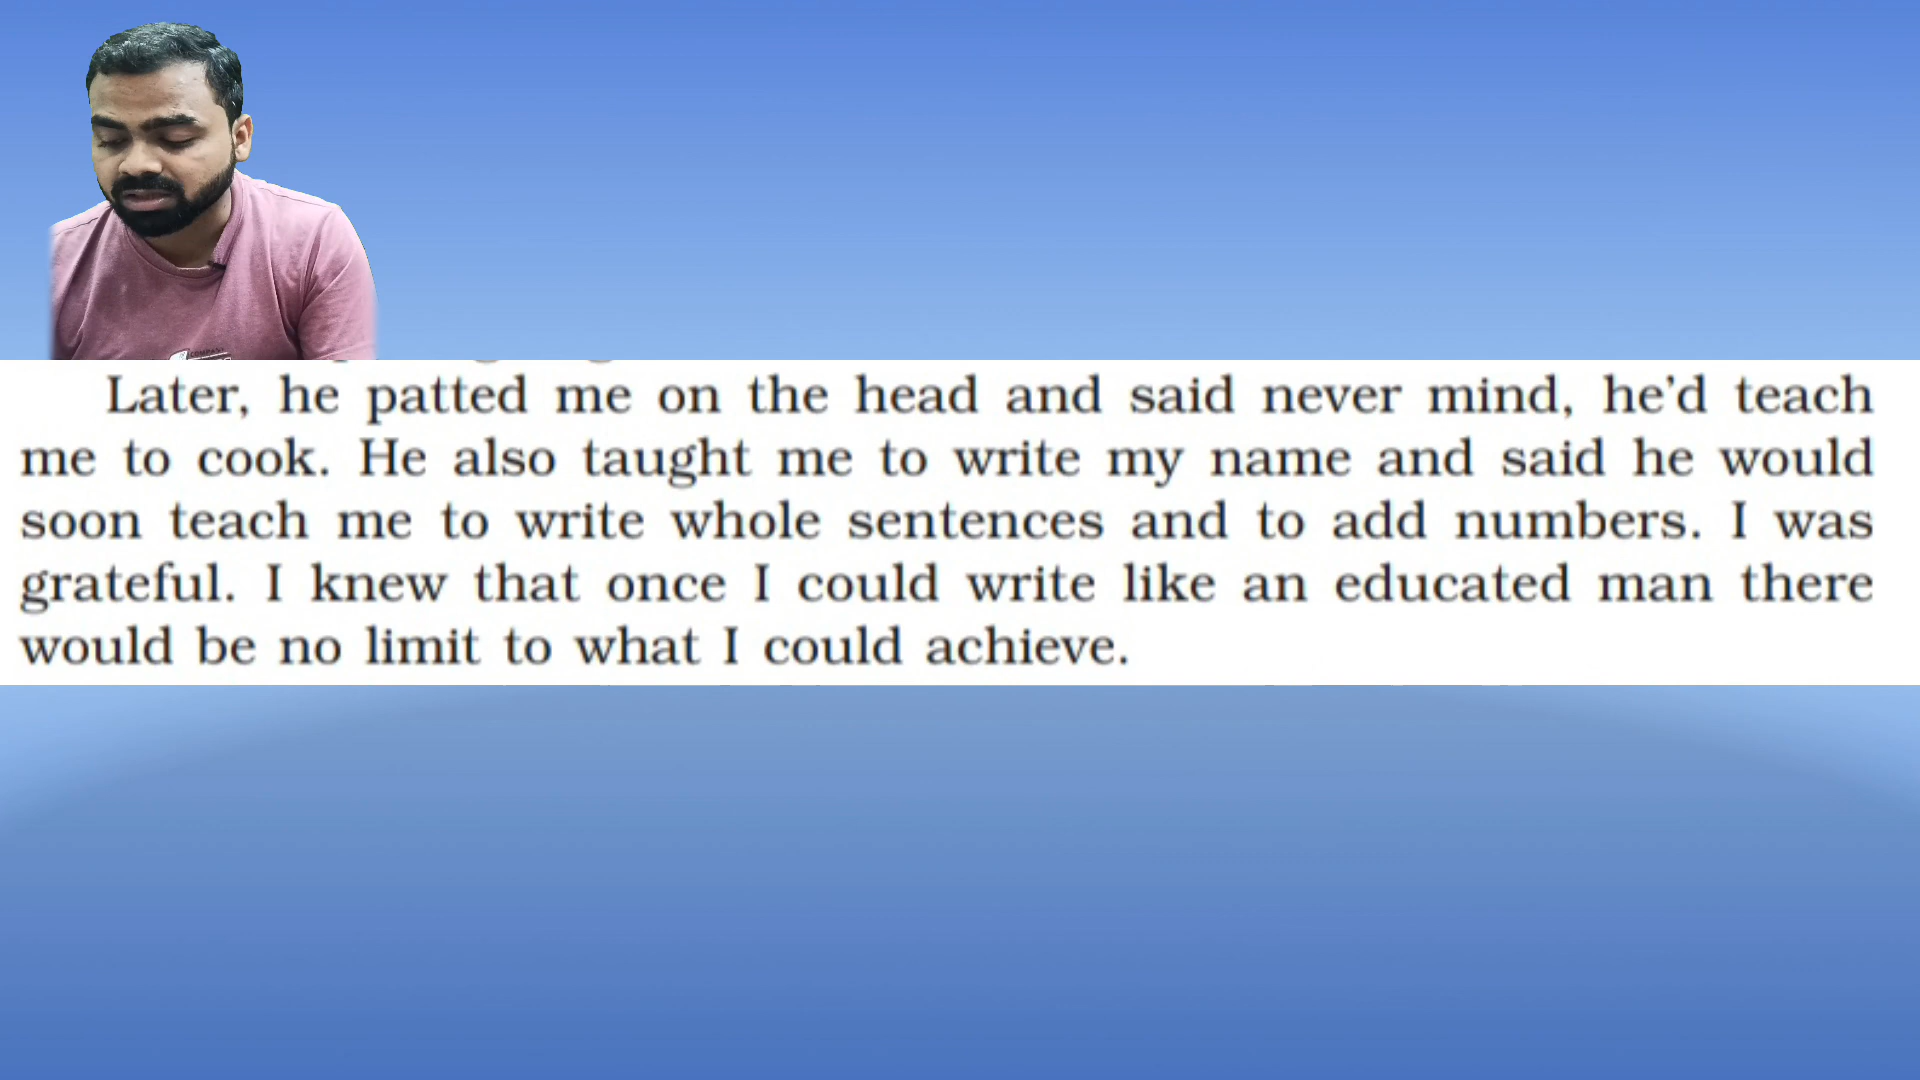 Later, he patted me on the head and said never mind, he’d teach
me to cook. He also taught me to write my name and said he would
soon teach me to write whole sentences and to add numbers. I was
grateful. I knew that once I could write like an educated man there
would be no limit to what I could achieve.